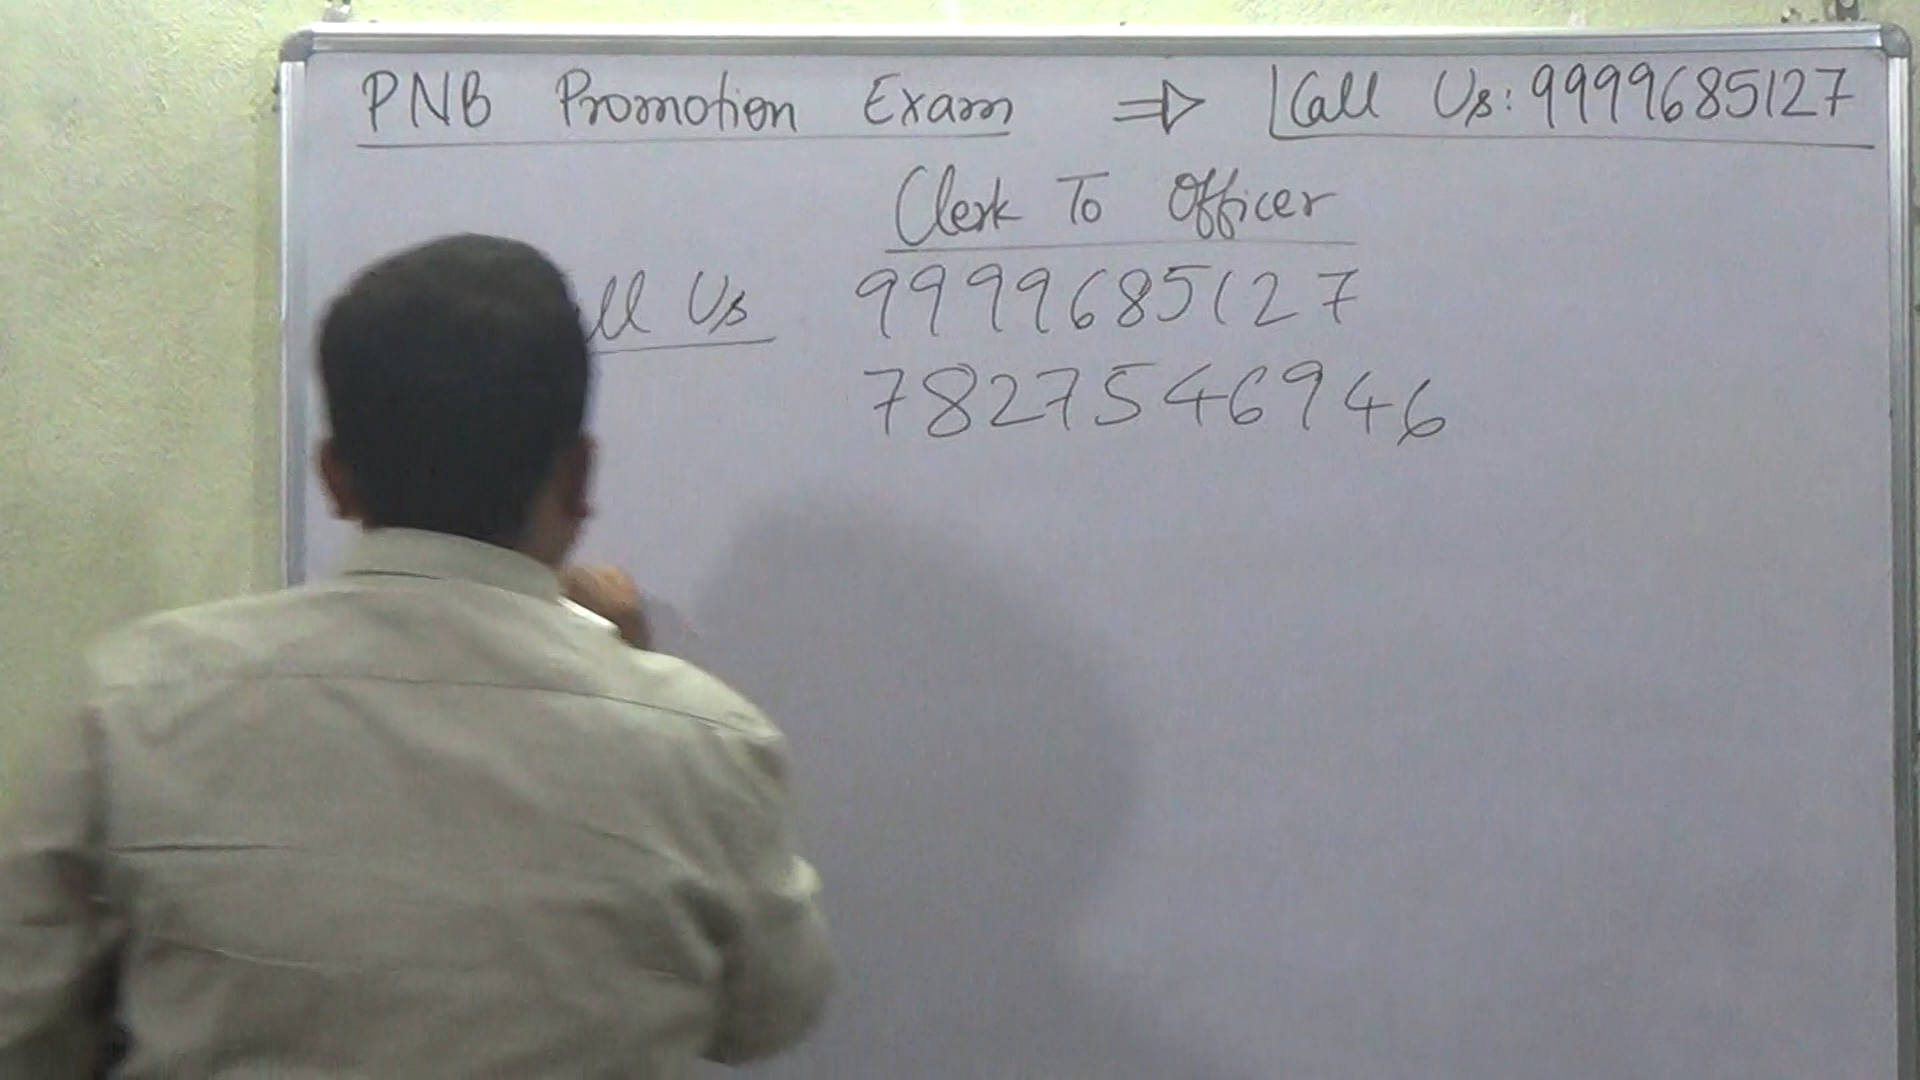 PNB Promotion Exam ⇒ Call Us: 9999685127
Clerk To Officer
ll Us 9999685127
7827546946